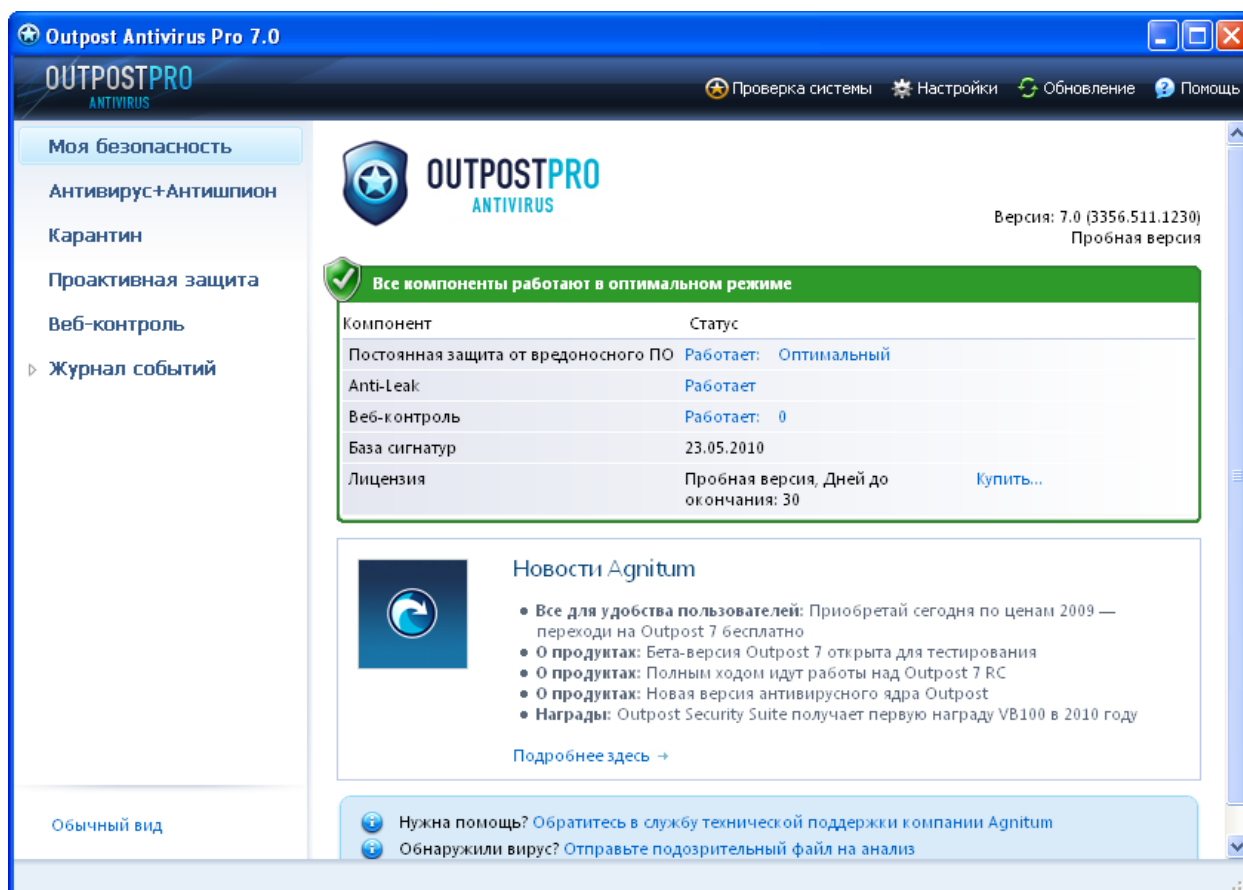 Outpost Antivirus Pro 7.0
OUTPOSTPRO
ANTIVIRUS
Проверка системы Настройки Обновление Помощь
Моя безопасность
Антивирус+Антишпион
Карантин
Проактивная защита
Веб-контроль
Журнал событий
Обычный вид
OUTPOSTPRO
ANTIVIRUS
Версия: 7.0 (3356.511.1230)
Пробная версия
Все компоненты работают в оптимальном режиме
Компонент Статус
Постоянная защита от вредоносного ПО Работает: Оптимальный
Anti-Leak Работает
Веб-контроль Работает: 0
База сигнатур 23.05.2010
Лицензия Пробная версия, Дней до Купить...
окончания: 30
Новости Agnitum
• Все для удобства пользователей: Приобретай сегодня по ценам 2009 —
переходи на Outpost 7 бесплатно
• О продуктах: Бета-версия Outpost 7 открыта для тестирования
• О продуктах: Полным ходом идут работы над Outpost 7 RC
• О продуктах: Новая версия антивирусного ядра Outpost
• Награды: Outpost Security Suite получает первую награду VB100 в 2010 году
Подробнее здесь →
Нужна помощь? Обратитесь в службу технической поддержки компании Agnitum
Обнаружили вирус? Отправьте подозрительный файл на анализ